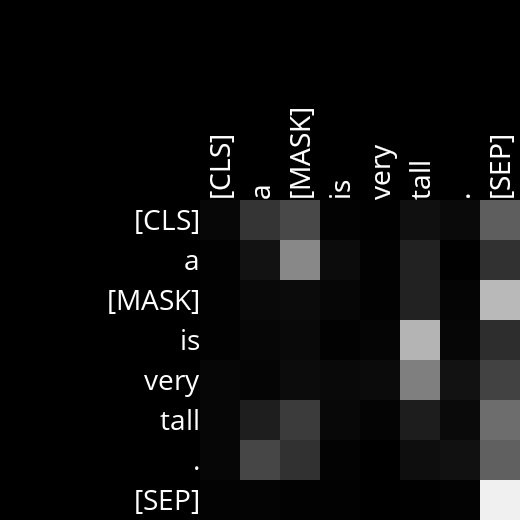 [CLS]
a
[MASK]
is
very
tall
.
[SEP]
[CLS]
a
[MASK]
is
very
tall
.
[SEP]